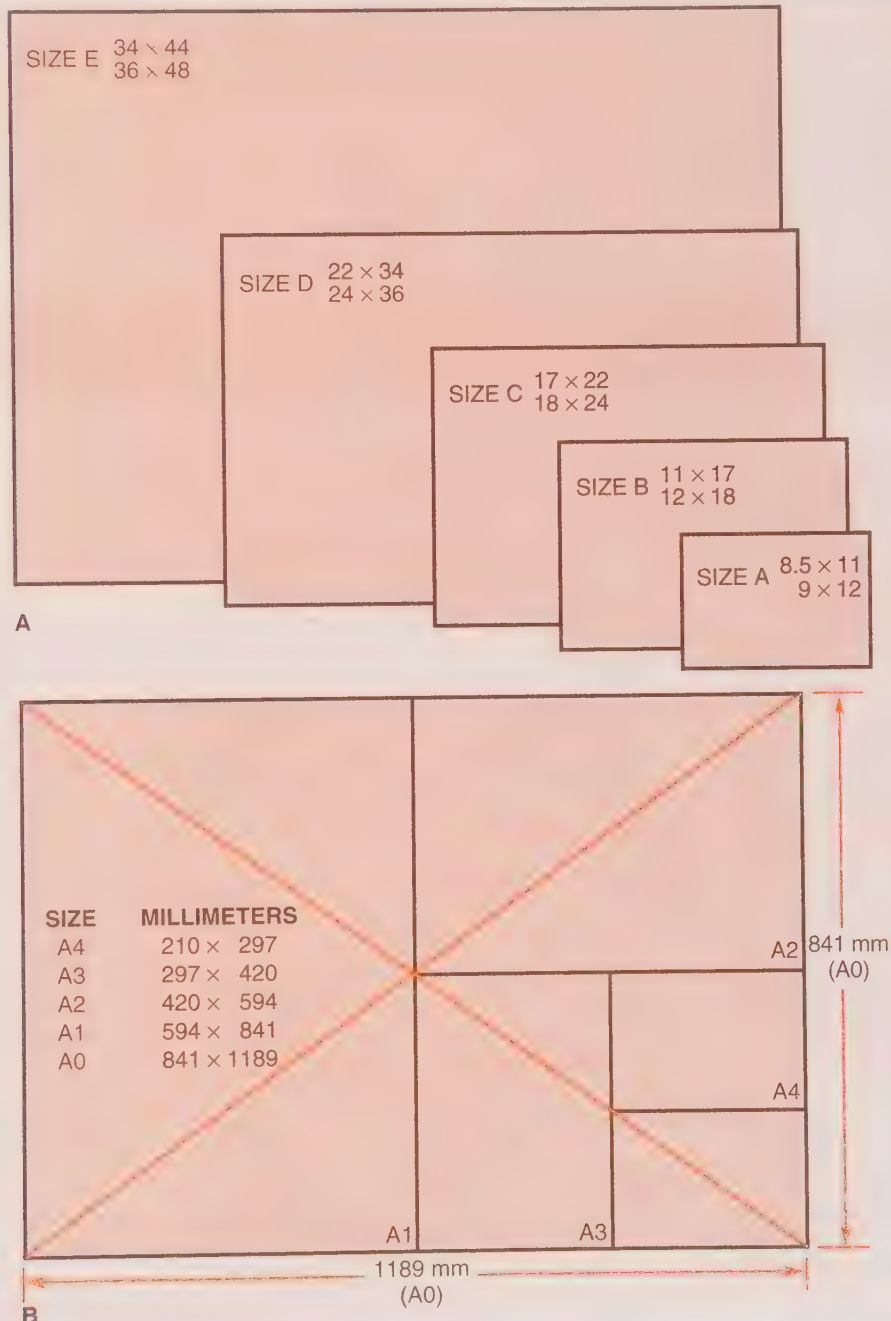 SIZE E 34 × 44
36 × 48
SIZE D 22 × 34
24 × 36
SIZE C 17 × 22
18 × 24
SIZE B 11 × 17
12 × 18
SIZE A 8.5 × 11
9 × 12
A
SIZE MILLIMETERS
A4 210 × 297
A3 297 × 420
A2 420 × 594
A1 594 × 841
A0 841 × 1189
A2
841 mm
(A0)
A4
A1
A3
1189 mm
(A0)
B